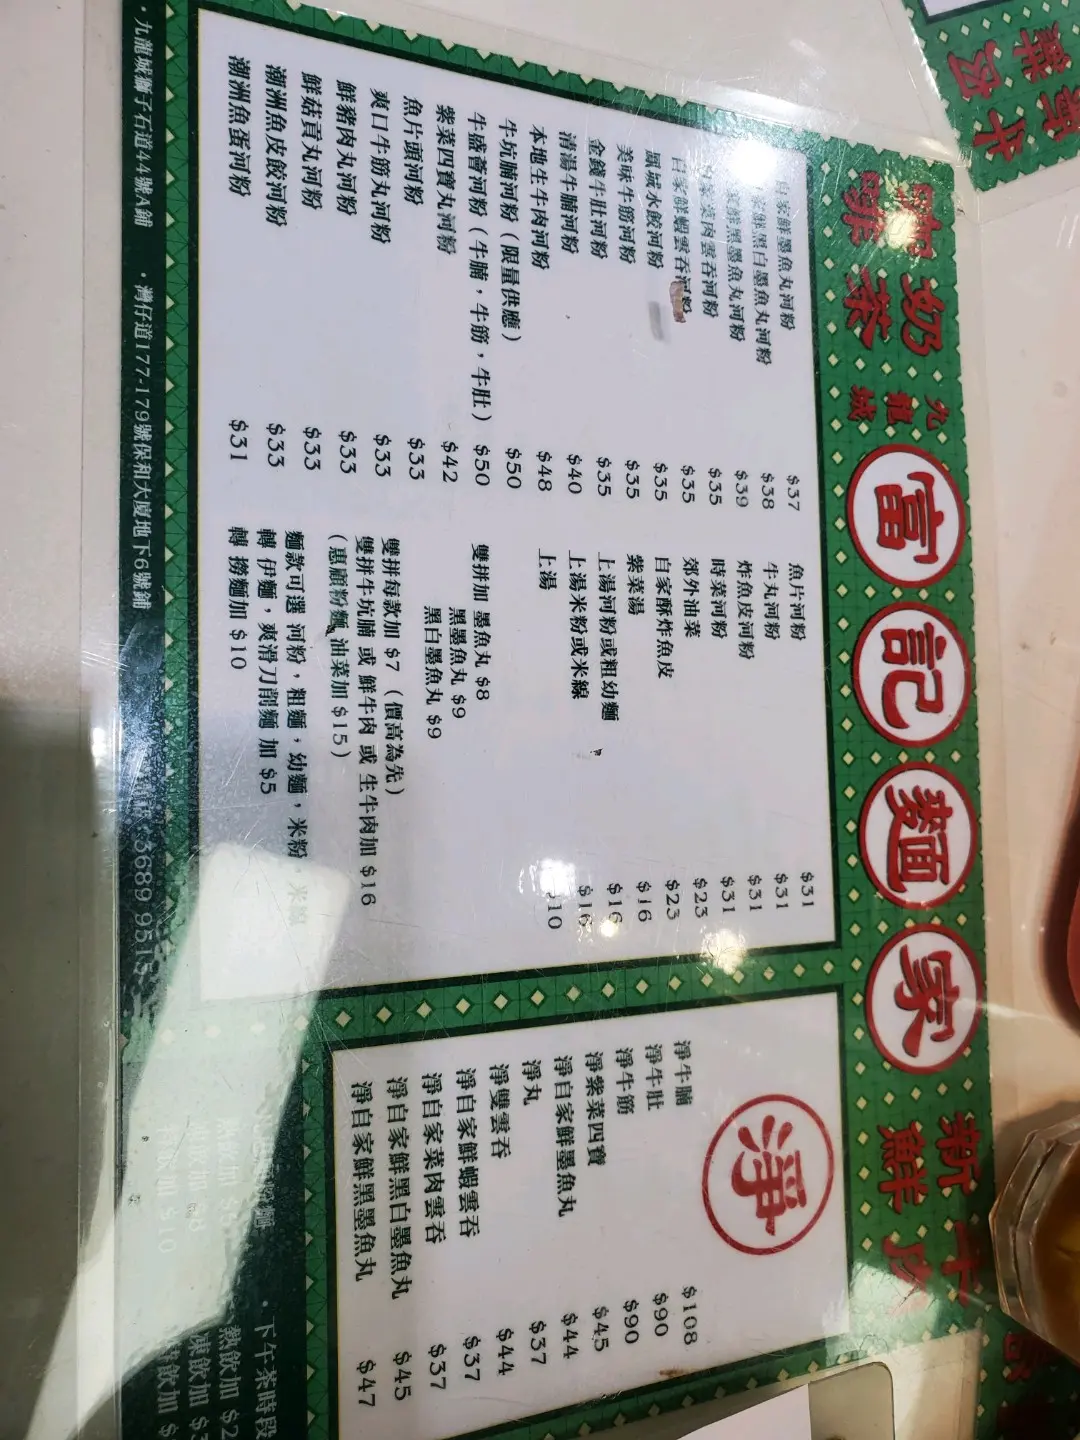 咖啡 奶茶
九龍城
富記麵家
新鮮牛
自家鮮墨魚丸河粉 $37
家鮮黑白墨魚丸河粉 $38
家鮮黑墨魚丸河粉 $39
家菜肉雲吞河粉 $35
自家鮮蝦雲吞河粉 $35
鳳城水餃河粉 $35
美味牛筋河粉 $35
金錢牛肚河粉 $35
清湯牛腩河粉 $40
本地生牛肉河粉 $48
牛坑腩河粉（限量供應） $50
牛盛薈河粉（牛腩，牛筋，牛肚） $50
紫菜四寶丸河粉 $42
魚片頭河粉 $33
爽口牛筋丸河粉 $33
鮮豬肉丸河粉 $33
鮮菇貢丸河粉 $33
潮洲魚皮餃河粉 $33
潮洲魚蛋河粉 $31
魚片河粉 $31
牛丸河粉 $31
炸魚皮河粉 $31
時菜河粉 $31
郊外油菜 $23
自家酥炸魚皮 $23
紫菜湯 $16
上湯河粉或粗幼麵 $16
上湯米粉或米線 $16
上湯 $10
雙拼加 墨魚丸 $8
黑墨魚丸 $9
黑白墨魚丸 $9
雙拼每款加 $7（價高為先）
雙拼牛坑腩 或 鮮牛肉 或 生牛肉加 $16
（惠顧粉麵 油菜加 $15）
麵款可選 河粉，粗麵，幼麵，米粉，米線
轉 伊麵，爽滑刀削麵 加 $5
轉 撈麵加 $10
淨
淨牛腩 $108
淨牛肚 $90
淨牛筋 $90
淨紫菜四寶 $45
淨自家鮮墨魚丸 $44
淨丸 $37
淨雙雲吞 $44
淨自家鮮蝦雲吞 $37
淨自家菜肉雲吞 $37
淨自家鮮黑白墨魚丸 $45
淨自家鮮黑墨魚丸 $47
·下午茶時段
熱飲加 $2
凍飲加
飲加
·九龍城獅子石道44號A鋪 ·灣仔道177-179號保和大廈地下6號鋪
3689 9515